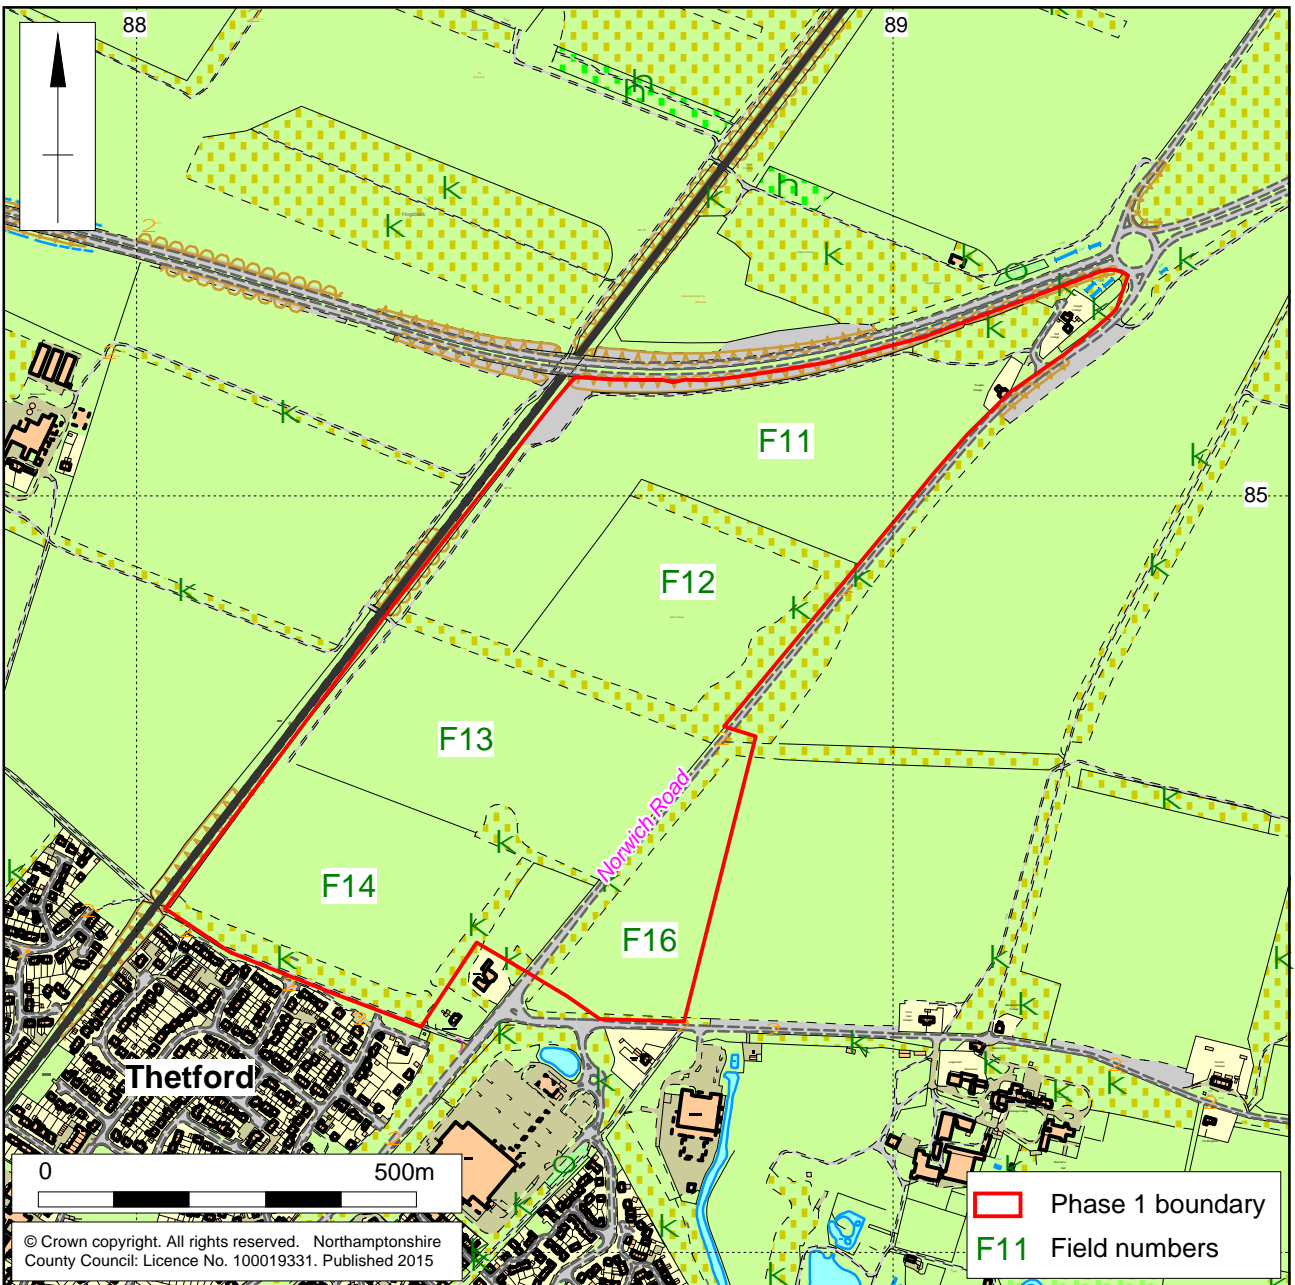 88
89
85
F11
F12
F13
Norwich Road
F14
F16
Thetford
0 500m
© Crown copyright. All rights reserved. Northamptonshire
County Council: Licence No. 100019331. Published 2015
Phase 1 boundary
F11 Field numbers